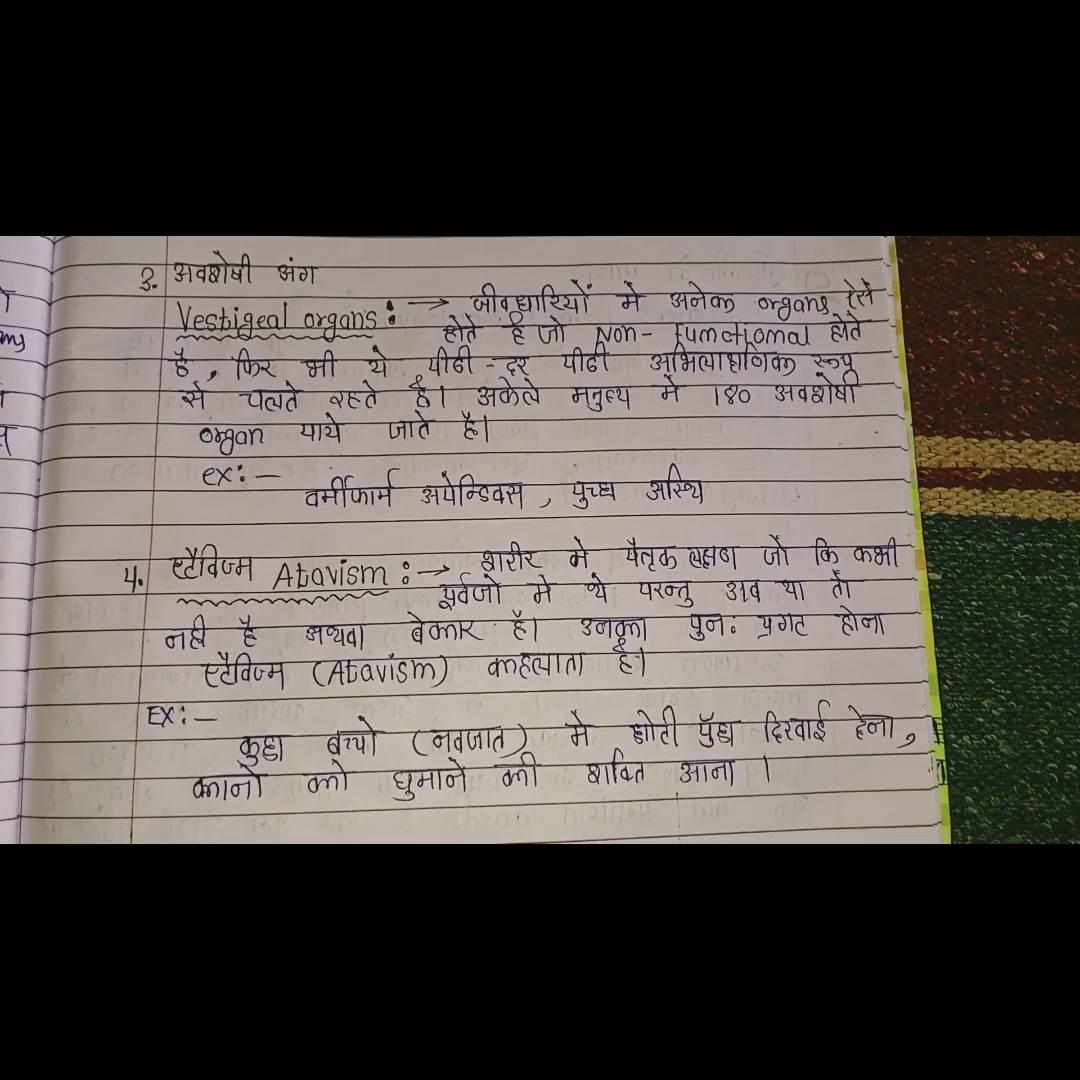 3. अवशेषी अंग
Vestigeal organs :→ जीवधारियों मे अनेक organs ऐसे
होते है जो Non-functional होते
है, फिर भी ये पीढी-दर पीढी अभिलाक्षणिक रूप
से चलते रहते है। अकेले मनुष्य में 180 अवशेषी
organ पाये जाते है।
ex:-
वर्मीफार्म अपेन्डिक्स, पुच्छ अस्थि
4. एटैविज्म Atavism :→ शरीर मे पैतृक लक्षण जो कि कभी
पूर्वजो मे थे परन्तु अब या तो
नही है अथवा बेकार है। उनका पुन: प्रगट होना
एटैविज्म (Atavism) कहलाता है।
EX:-
कुछ बच्चो (नवजात) मे छोटी पुँछ दिखाई देना,
कानो को घुमाने की शक्ति आना।